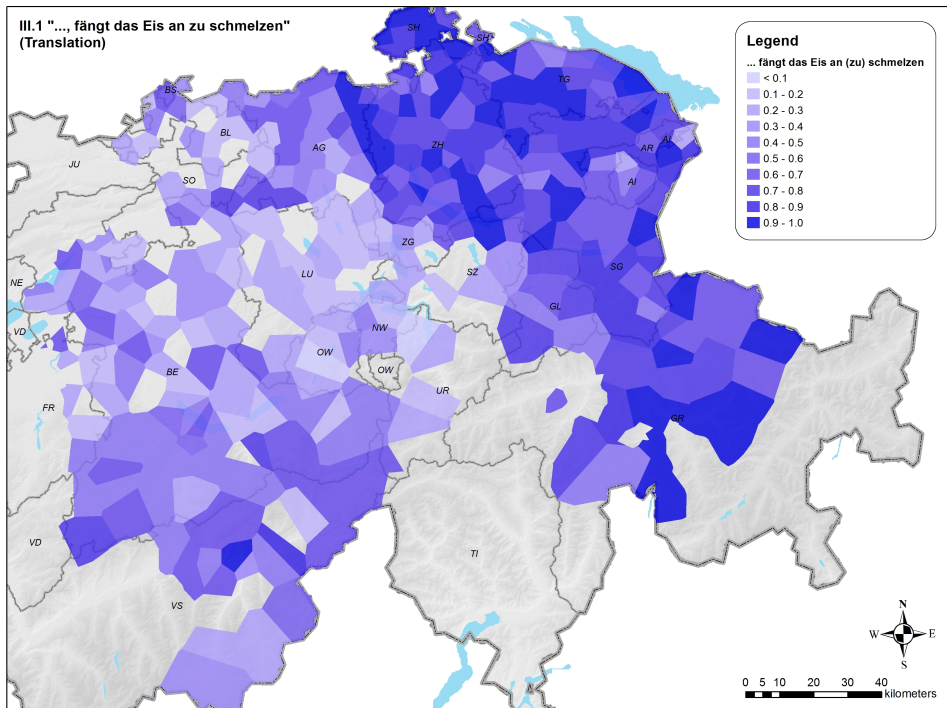 III.1 "..., fängt das Eis an zu schmelzen"
(Translation)
Legend
... fängt das Eis an (zu) schmelzen
< 0.1
0.1 - 0.2
0.2 - 0.3
0.3 - 0.4
0.4 - 0.5
0.5 - 0.6
0.6 - 0.7
0.7 - 0.8
0.8 - 0.9
0.9 - 1.0
SH
SH
TG
BS
BL
AG
ZH
AR
AI
AI
JU
SO
ZG
SZ
SG
LU
NE
VD
GL
NW
OW
OW
BE
UR
FR
GR
VD
TI
VS
N
W
E
S
0 5 10 20 30 40
kilometers